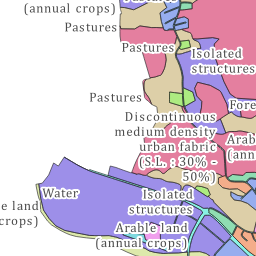 Pastures
(annual crops)
Pastures
Pastures
Isolated
structures
Pastures
Fore
Discontinuous
medium density
urban fabric
(S.L. : 30% -
50%)
Arab
(ann
Water
Isolated
structures
e land
crops)
Arable land
(annual crops)